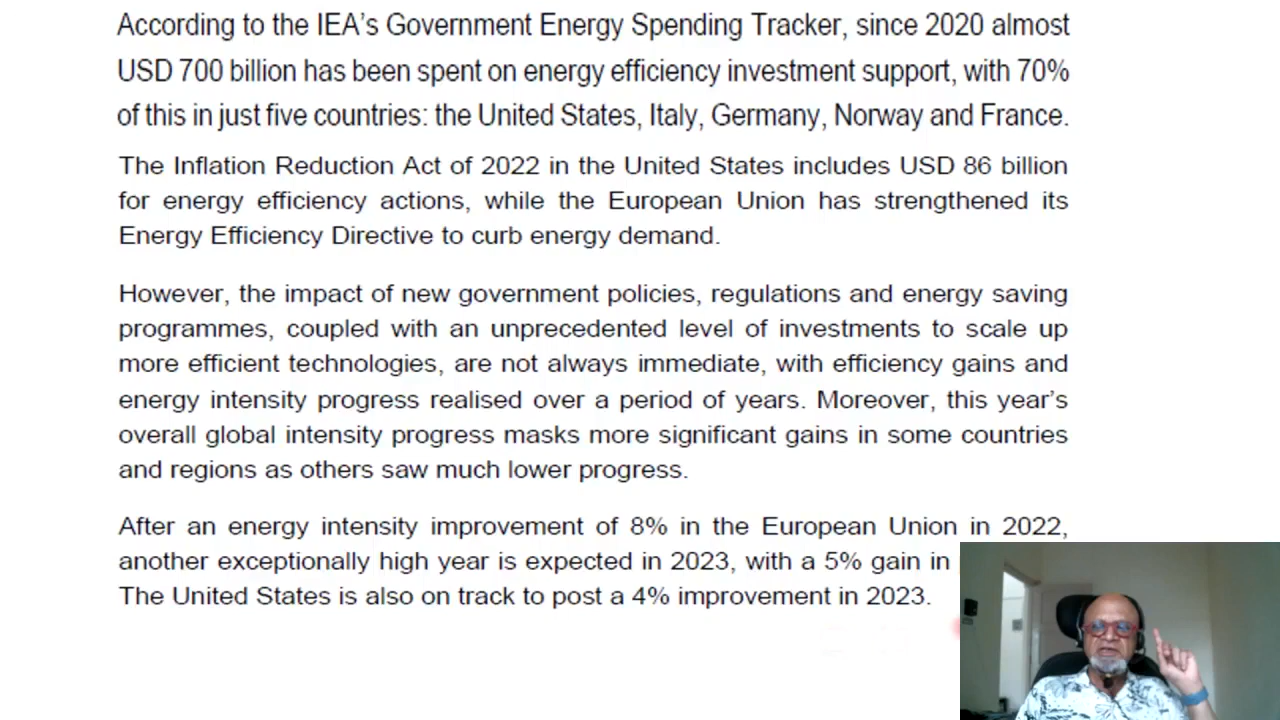 According to the IEA's Government Energy Spending Tracker, since 2020 almost
USD 700 billion has been spent on energy efficiency investment support, with 70%
of this in just five countries: the United States, Italy, Germany, Norway and France.
The Inflation Reduction Act of 2022 in the United States includes USD 86 billion
for energy efficiency actions, while the European Union has strengthened its
Energy Efficiency Directive to curb energy demand.
However, the impact of new government policies, regulations and energy saving
programmes, coupled with an unprecedented level of investments to scale up
more efficient technologies, are not always immediate, with efficiency gains and
energy intensity progress realised over a period of years. Moreover, this year's
overall global intensity progress masks more significant gains in some countries
and regions as others saw much lower progress.
After an energy intensity improvement of 8% in the European Union in 2022,
another exceptionally high year is expected in 2023, with a 5% gain in
The United States is also on track to post a 4% improvement in 2023.